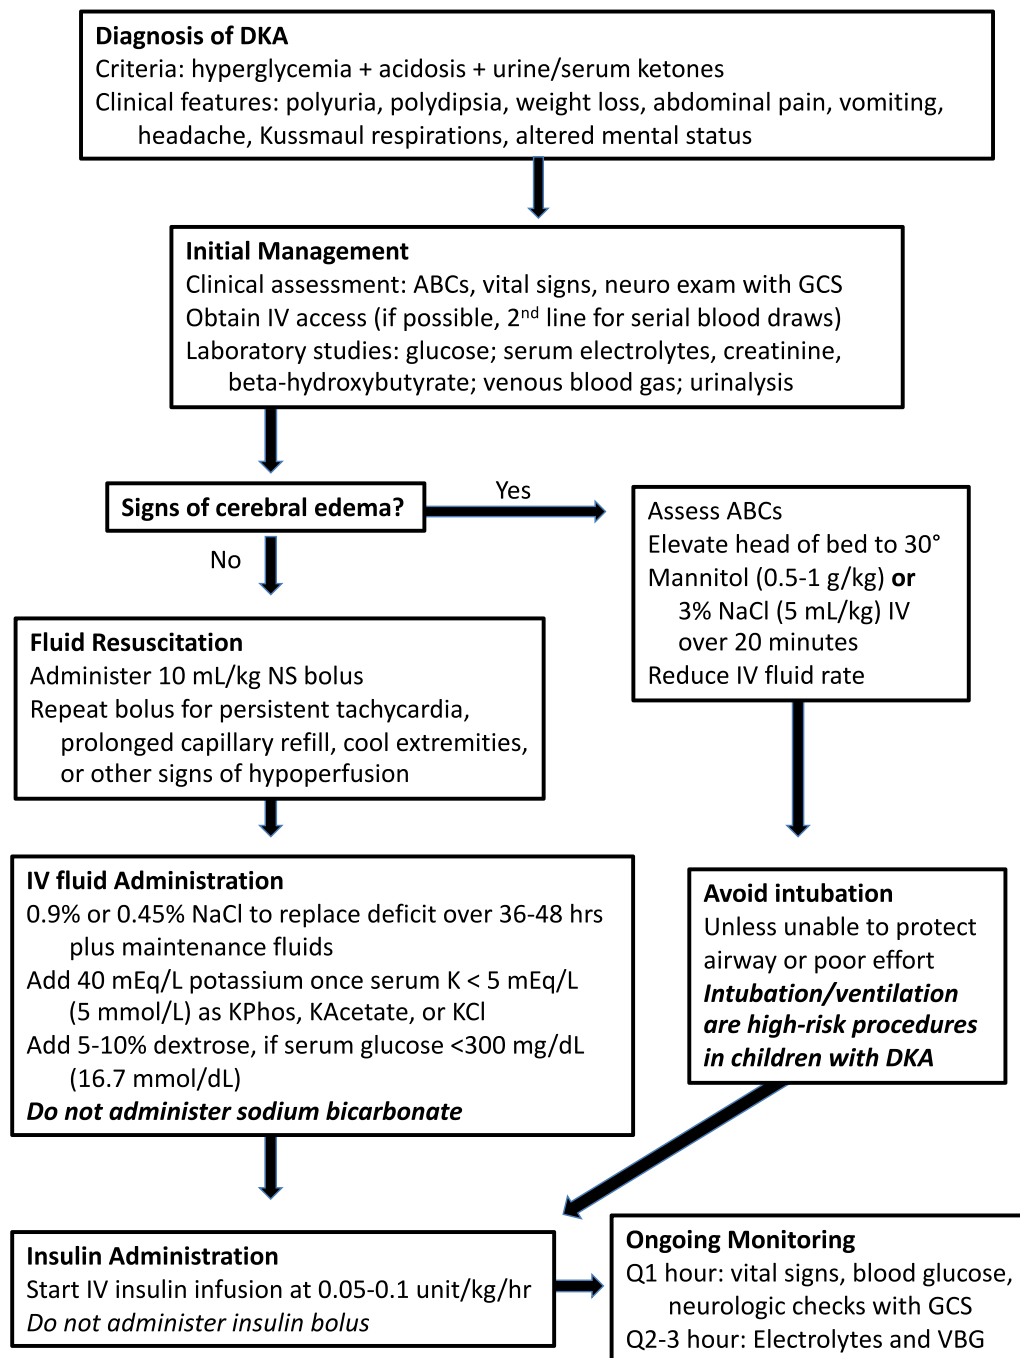 Diagnosis of DKA
Criteria: hyperglycemia + acidosis + urine/serum ketones
Clinical features: polyuria, polydipsia, weight loss, abdominal pain, vomiting,
headache, Kussmaul respirations, altered mental status
Initial Management
Clinical assessment: ABCs, vital signs, neuro exam with GCS
Obtain IV access (if possible, 2nd line for serial blood draws)
Laboratory studies: glucose; serum electrolytes, creatinine,
beta-hydroxybutyrate; venous blood gas; urinalysis
Signs of cerebral edema?
Yes
No
Assess ABCs
Elevate head of bed to 30°
Mannitol (0.5-1 g/kg) or
3% NaCl (5 mL/kg) IV
over 20 minutes
Reduce IV fluid rate
Fluid Resuscitation
Administer 10 mL/kg NS bolus
Repeat bolus for persistent tachycardia,
prolonged capillary refill, cool extremities,
or other signs of hypoperfusion
IV fluid Administration
0.9% or 0.45% NaCl to replace deficit over 36-48 hrs
plus maintenance fluids
Add 40 mEq/L potassium once serum K < 5 mEq/L
(5 mmol/L) as KPhos, KAcetate, or KCl
Add 5-10% dextrose, if serum glucose <300 mg/dL
(16.7 mmol/dL)
Do not administer sodium bicarbonate
Avoid intubation
Unless unable to protect
airway or poor effort
Intubation/ventilation
are high-risk procedures
in children with DKA
Insulin Administration
Start IV insulin infusion at 0.05-0.1 unit/kg/hr
Do not administer insulin bolus
Ongoing Monitoring
Q1 hour: vital signs, blood glucose,
neurologic checks with GCS
Q2-3 hour: Electrolytes and VBG